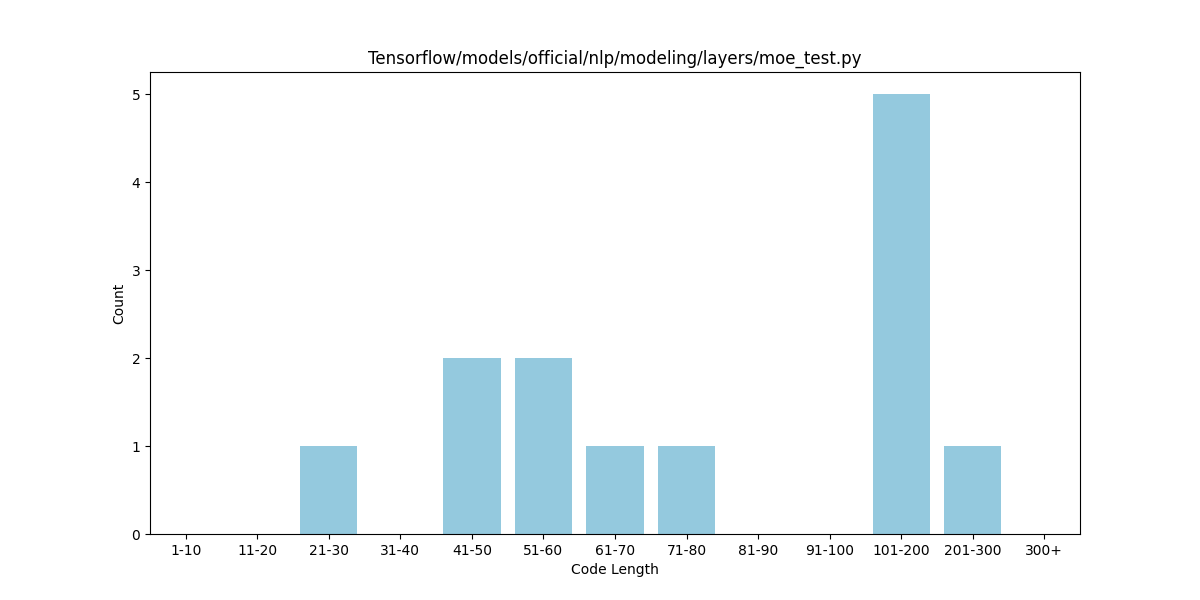 Tensorflow/models/official/nlp/modeling/layers/moe_test.py
5
4
3
2
1
0
Count
1-10 11-20 21-30 31-40 41-50 51-60 61-70 71-80 81-90 91-100 101-200 201-300 300+
Code Length